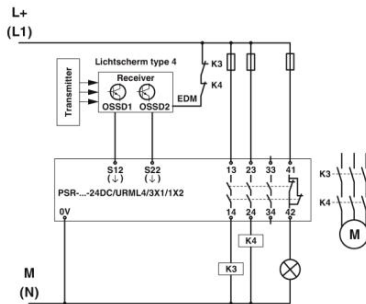 L+
(L1)
Lichtscherm type 4
Transmitter
Receiver
OSSD1 OSSD2
EDM
K3
K4
S12 S22 13 23 33 41
(↓) (↓)
PSR-...-24DC/URML4/3X1/1X2
0V 14 24 34 42
K3
K4
M
K4
K3
M
(N)